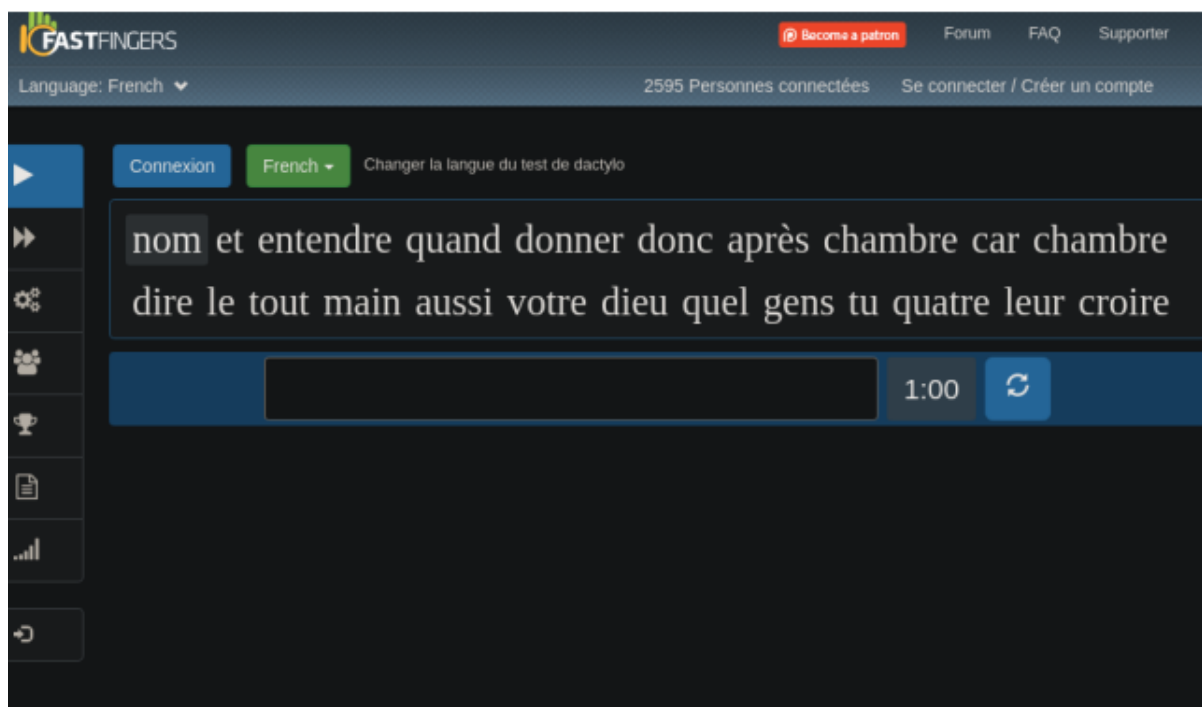 10FASTFINGERS
Become a patron Forum FAQ Supporter
Language: French 2595 Personnes connectées Se connecter / Créer un compte
Connexion French Changer la langue du test de dactylo
nom et entendre quand donner donc après chambre car chambre
dire le tout main aussi votre dieu quel gens tu quatre leur croire
1:00